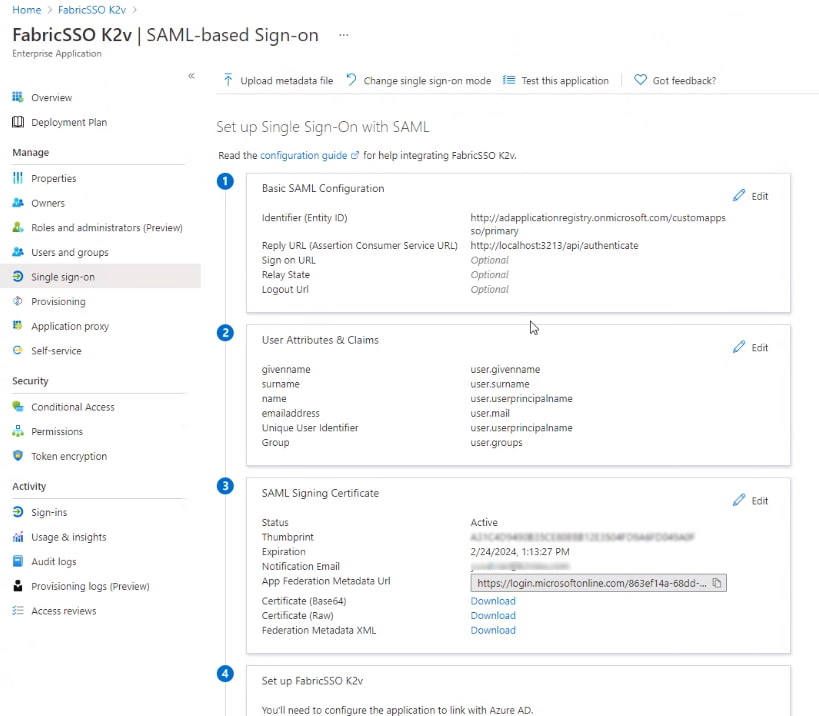 Home > FabricSSO K2v >
FabricSSO K2v | SAML-based Sign-on ...
Enterprise Application
«
Upload metadata file Change single sign-on mode Test this application Got feedback?
Overview
Deployment Plan
Manage
Properties
Owners
Roles and administrators (Preview)
Users and groups
Single sign-on
Provisioning
Application proxy
Self-service
Security
Conditional Access
Permissions
Token encryption
Activity
Sign-ins
Usage & insights
Audit logs
Provisioning logs (Preview)
Access reviews
Set up Single Sign-On with SAML
Read the configuration guide for help integrating FabricSSO K2v.
1
Basic SAML Configuration
Edit
Identifier (Entity ID) http://adapplicationregistry.onmicrosoft.com/customapps
so/primary
Reply URL (Assertion Consumer Service URL) http://localhost:3213/api/authenticate
Sign on URL Optional
Relay State Optional
Logout Url Optional
2
User Attributes & Claims
Edit
givenname user.givenname
surname user.surname
name user.userprincipalname
emailaddress user.mail
Unique User Identifier user.userprincipalname
Group user.groups
3
SAML Signing Certificate
Edit
Status Active
Thumbprint
Expiration 2/24/2024, 1:13:27 PM
Notification Email
App Federation Metadata Url https://login.microsoftonline.com/863ef14a-68dd-...
Certificate (Base64) Download
Certificate (Raw) Download
Federation Metadata XML Download
4
Set up FabricSSO K2v
You'll need to configure the application to link with Azure AD.